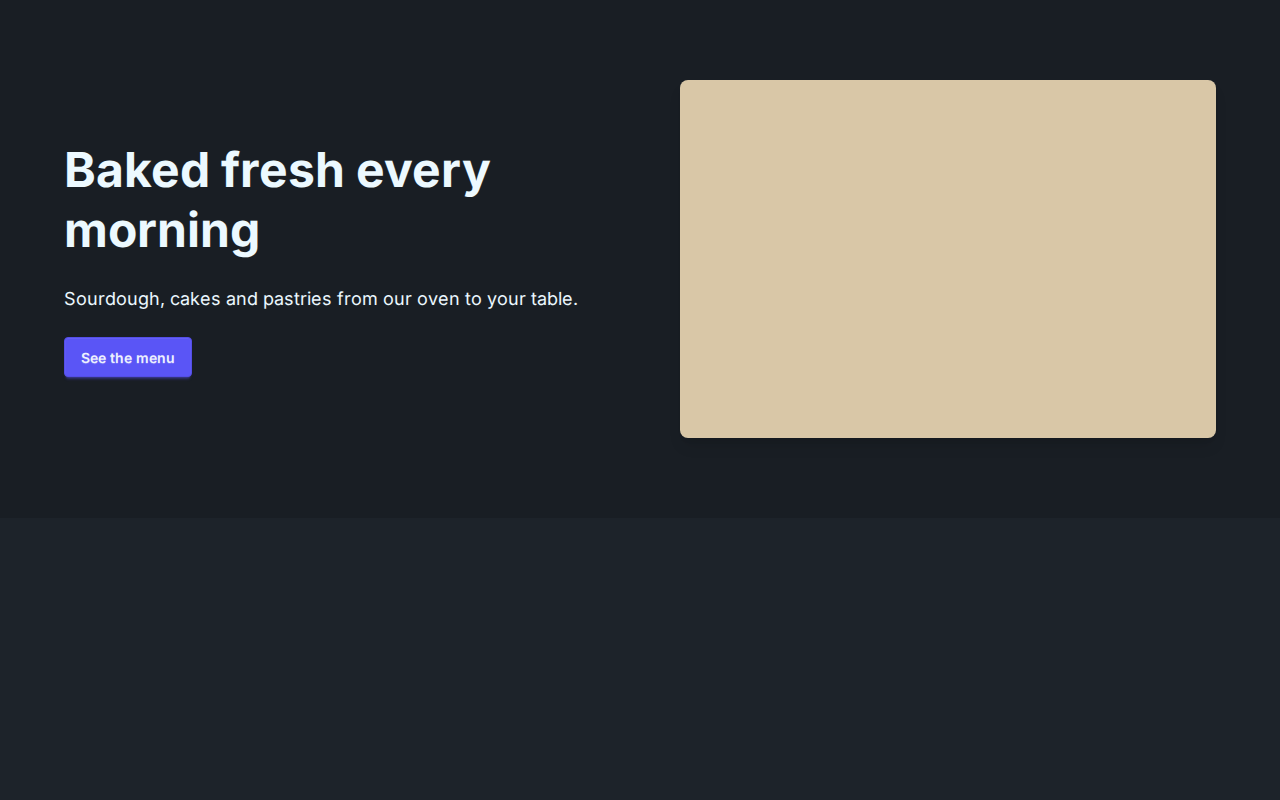 Baked fresh every
morning
Sourdough, cakes and pastries from our oven to your table.
See the menu